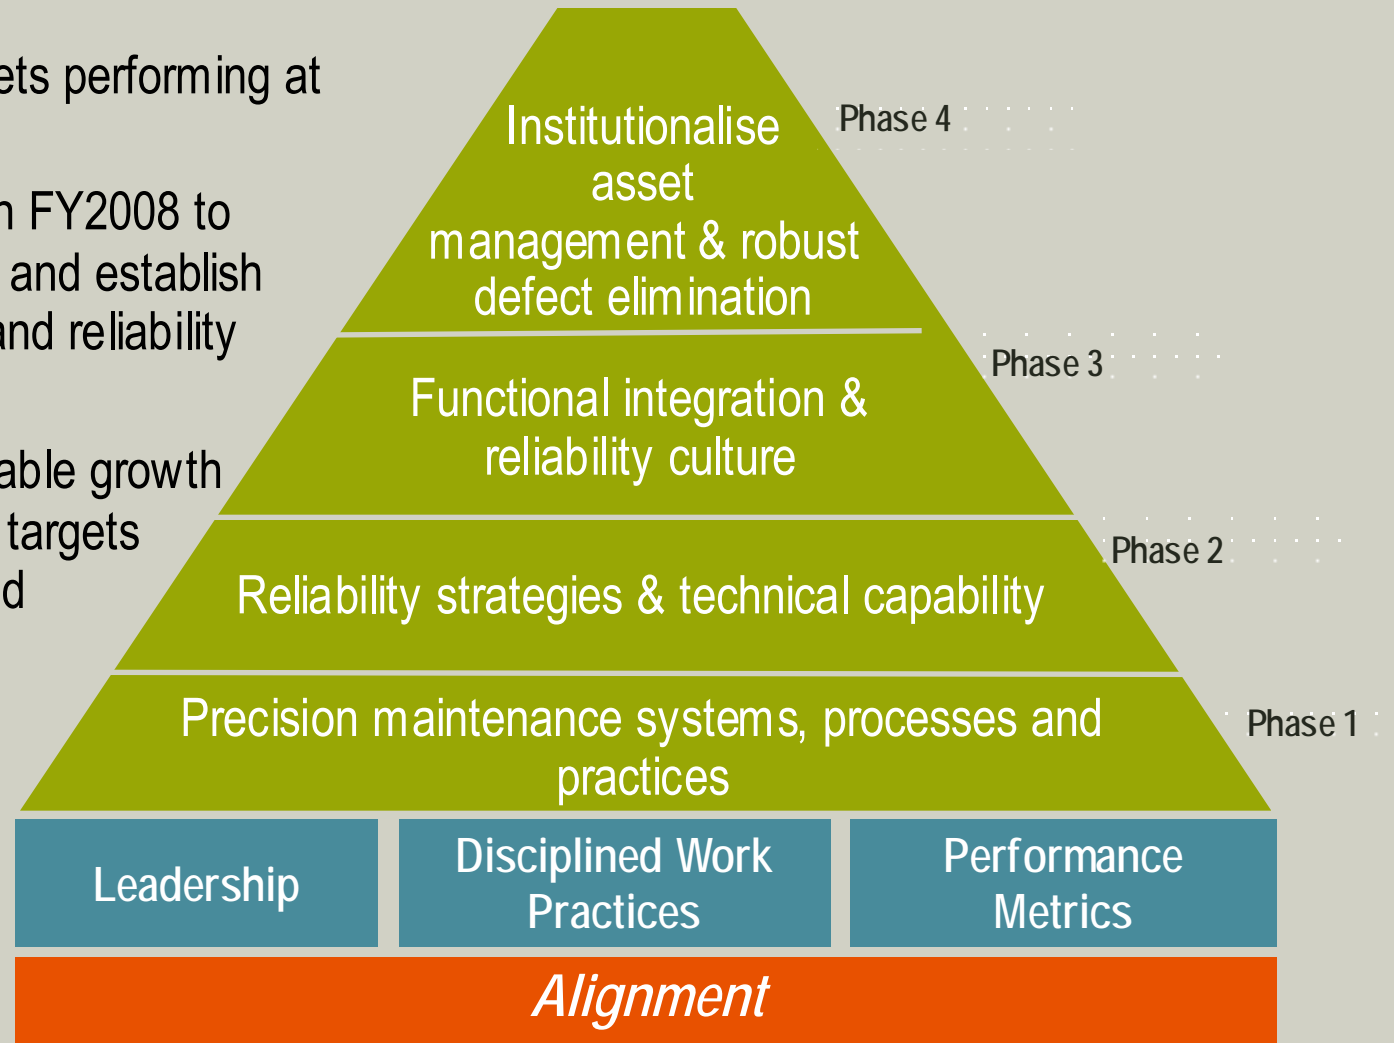 ets performing at
n FY2008 to
and establish
and reliability
able growth
targets
d
Institutionalise
asset
management & robust
defect elimination
Phase 4
Functional integration &
reliability culture
Phase 3
Reliability strategies & technical capability
Phase 2
Precision maintenance systems, processes and
practices
Phase 1
Leadership
Disciplined Work
Practices
Performance
Metrics
Alignment